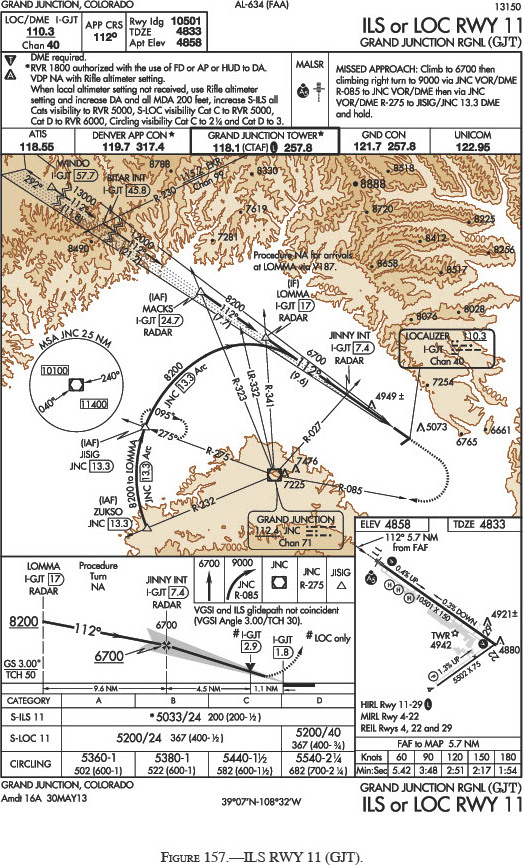 GRAND JUNCTION, COLORADO
AL-634 (FAA)
13150
LOC/DME I-GJT
110.3
Chan 40
APP CRS
112°
Rwy ldg 10501
TDZE 4833
Apt Elev 4858
ILS or LOC RWY 11
GRAND JUNCTION RGNL (GJT)
T
A
DME required.
*RVR 1800 authorized with the use of FD or AP or HUD to DA.
VDP NA with Rifle altimeter setting.
When local altimeter setting not received, use Rifle altimeter
setting and increase DA and all MDA 200 feet, increase S-ILS all
Cats visibility to RVR 5000, S-LOC visibility Cat C to RVR 5000,
Cat D to RVR 6000, Circling visibility Cat C to 2¼ and Cat D to 3.
MALSR
A5
MISSED APPROACH: Climb to 6700 then
climbing right turn to 9000 via JNC VOR/DME
R-085 to JNC VOR/DME then via JNC
VOR/DME R-275 to JISIG/JNC 13.3 DME
and hold.
ATIS
118.55
DENVER APP CON*
119.7 317.4
GRAND JUNCTION TOWER*
118.1 (CTAF) L 257.8
GND CON
121.7 257.8
UNICOM
122.95
WINDO
I-GJT 57.7
RITAR INT
I-GJT 45.8
292°
13000
112°
(11.8)
12000
R-230
Chan 99
8788
8330
8518
8888
7619
8720
8225
7281
8412
8256
8490
8658
8517
Procedure NA for arrivals
at LOMMA via V187.
(IAF)
MACKS
I-GJT 24.7
RADAR
8200
112°
(7.7)
(IF)
LOMMA
I-GJT 17
RADAR
8076
8028
JINNY INT
I-GJT 7.4
RADAR
LOCALIZER 110.3
I-GJT
Chan 40
6700
112°
(9.6)
7254
4949 ±
5073
6661
6765
MSA JNC 25 NM
10100
240°
040°
11400
8200
JNC 13.3 Arc
R-323
LR-332
R-341
R-027
095°
275°
(IAF)
JISIG
JNC 13.3
R-275
8200 to LOMMA
JNC 13.3 Arc
R-232
(IAF)
ZUKSO
JNC 13.3
7476
7225
R-085
GRAND JUNCTION
112.4 JNC
Chan 71
ELEV 4858
TDZE 4833
112° 5.7 NM
from FAF
A5
0.4% UP
10501 X 150
0.3% DOWN
4921±
TWR
4942
4880
22
1.3% UP
5502 X 75
HIRL Rwy 11-29 L
MIRL Rwy 4-22
REIL Rwys 4, 22 and 29
FAF to MAP 5.7 NM
Knots 60 90 120 150 180
Min:Sec 5.42 3:48 2:51 2:17 1:54
LOMMA
I-GJT 17
RADAR
Procedure
Turn
NA
JINNY INT
I-GJT 7.4
RADAR
6700
9000
JNC
R-085
JNC
JNC
R-275
JISIG
VGSI and ILS glidepath not coincident
(VGSI Angle 3.00/TCH 30).
8200
112°
6700
6700
# I-GJT
2.9
I-GJT
1.8
# LOC only
GS 3.00°
TCH 50
9.6 NM
4.5 NM
1.1 NM
CATEGORY A B C D
S-ILS 11 *5033/24 200 (200-½)
S-LOC 11 5200/24 367 (400-½) 5200/40 367 (400-¾)
CIRCLING 5360-1 5380-1 5440-1½ 5540-2¼
502 (600-1) 522 (600-1) 582 (600-1½) 682 (700-2 ¼)
GRAND JUNCTION, COLORADO
Amdt 16A 30MAY13
39°07'N-108°32'W
GRAND JUNCTION RGNL (GJT)
ILS or LOC RWY 11
FIGURE 157.—ILS RWY 11 (GJT).